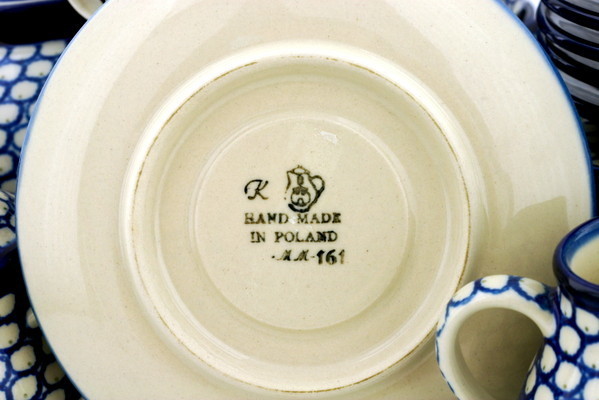 K
HAND MADE
IN POLAND
·MM·161